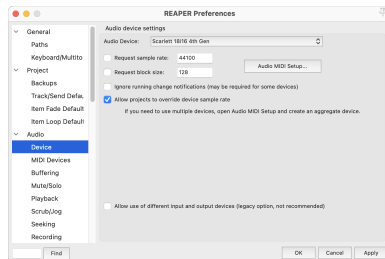 REAPER Preferences
General
Paths
Keyboard/Multito
Project
Backups
Track/Send Defau
Item Fade Default
Item Loop Default
Audio
Device
MIDI Devices
Buffering
Mute/Solo
Playback
Scrub/Jog
Seeking
Recording
Find
Audio device settings
Audio Device: Scarlett 18i16 4th Gen
Request sample rate: 44100
Request block size: 128
Audio MIDI Setup...
Ignore running change notifications (may be required for some devices)
Allow projects to override device sample rate
If you need to use multiple devices, open Audio MIDI Setup and create an aggregate device.
Allow use of different input and output devices (legacy option, not recommended)
OK Cancel Apply